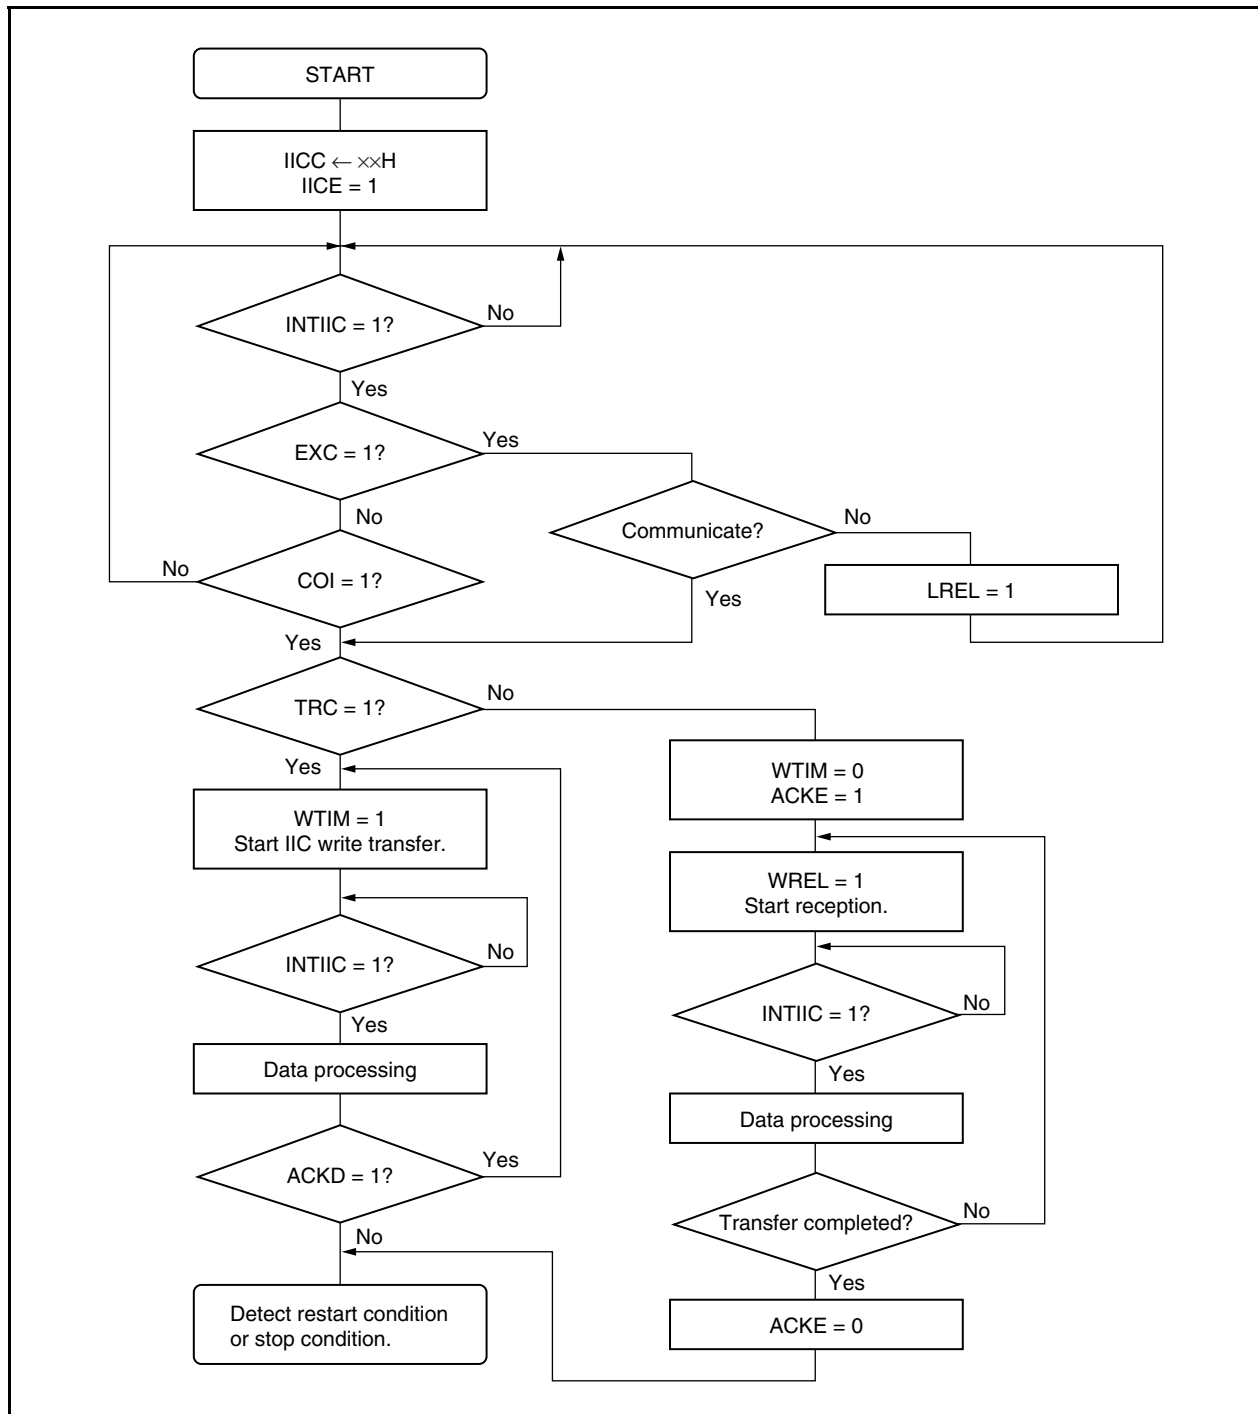 START
IICC ← ××H
IICE = 1
INTIIC = 1?
No
Yes
EXC = 1?
Yes
No
Communicate?
No
Yes
LREL = 1
COI = 1?
No
Yes
TRC = 1?
No
Yes
WTIM = 1
Start IIC write transfer.
INTIIC = 1?
No
Yes
Data processing
ACKD = 1?
Yes
No
Detect restart condition
or stop condition.
WTIM = 0
ACKE = 1
WREL = 1
Start reception.
INTIIC = 1?
No
Yes
Data processing
Transfer completed?
No
Yes
ACKE = 0